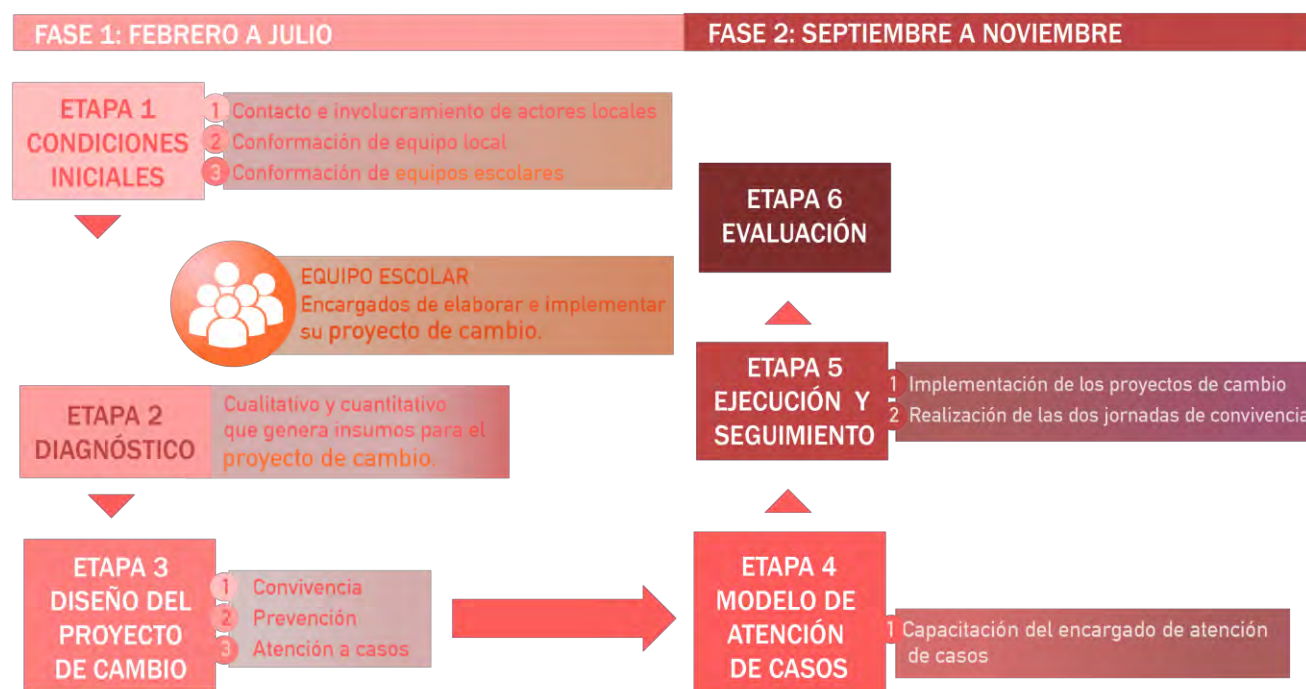 FASE 1: FEBRERO A JULIO
ETAPA 1
CONDICIONES
INICIALES
1 Contacto e involucramiento de actores locales
2 Conformación de equipo local
3 Conformación de equipos escolares
EQUIPO ESCOLAR
Encargados de elaborar e implementar
su proyecto de cambio.
ETAPA 2
DIAGNÓSTICO
Cualitativo y cuantitativo
que genera insumos para el
proyecto de cambio.
ETAPA 3
DISEÑO DEL
PROYECTO
DE CAMBIO
1 Convivencia
2 Prevención
3 Atención a casos
FASE 2: SEPTIEMBRE A NOVIEMBRE
ETAPA 6
EVALUACIÓN
ETAPA 5
EJECUCIÓN Y
SEGUIMIENTO
1 Implementación de los proyectos de cambio
2 Realización de las dos jornadas de convivencia
ETAPA 4
MODELO DE
ATENCIÓN
DE CASOS
1 Capacitación del encargado de atención
de casos